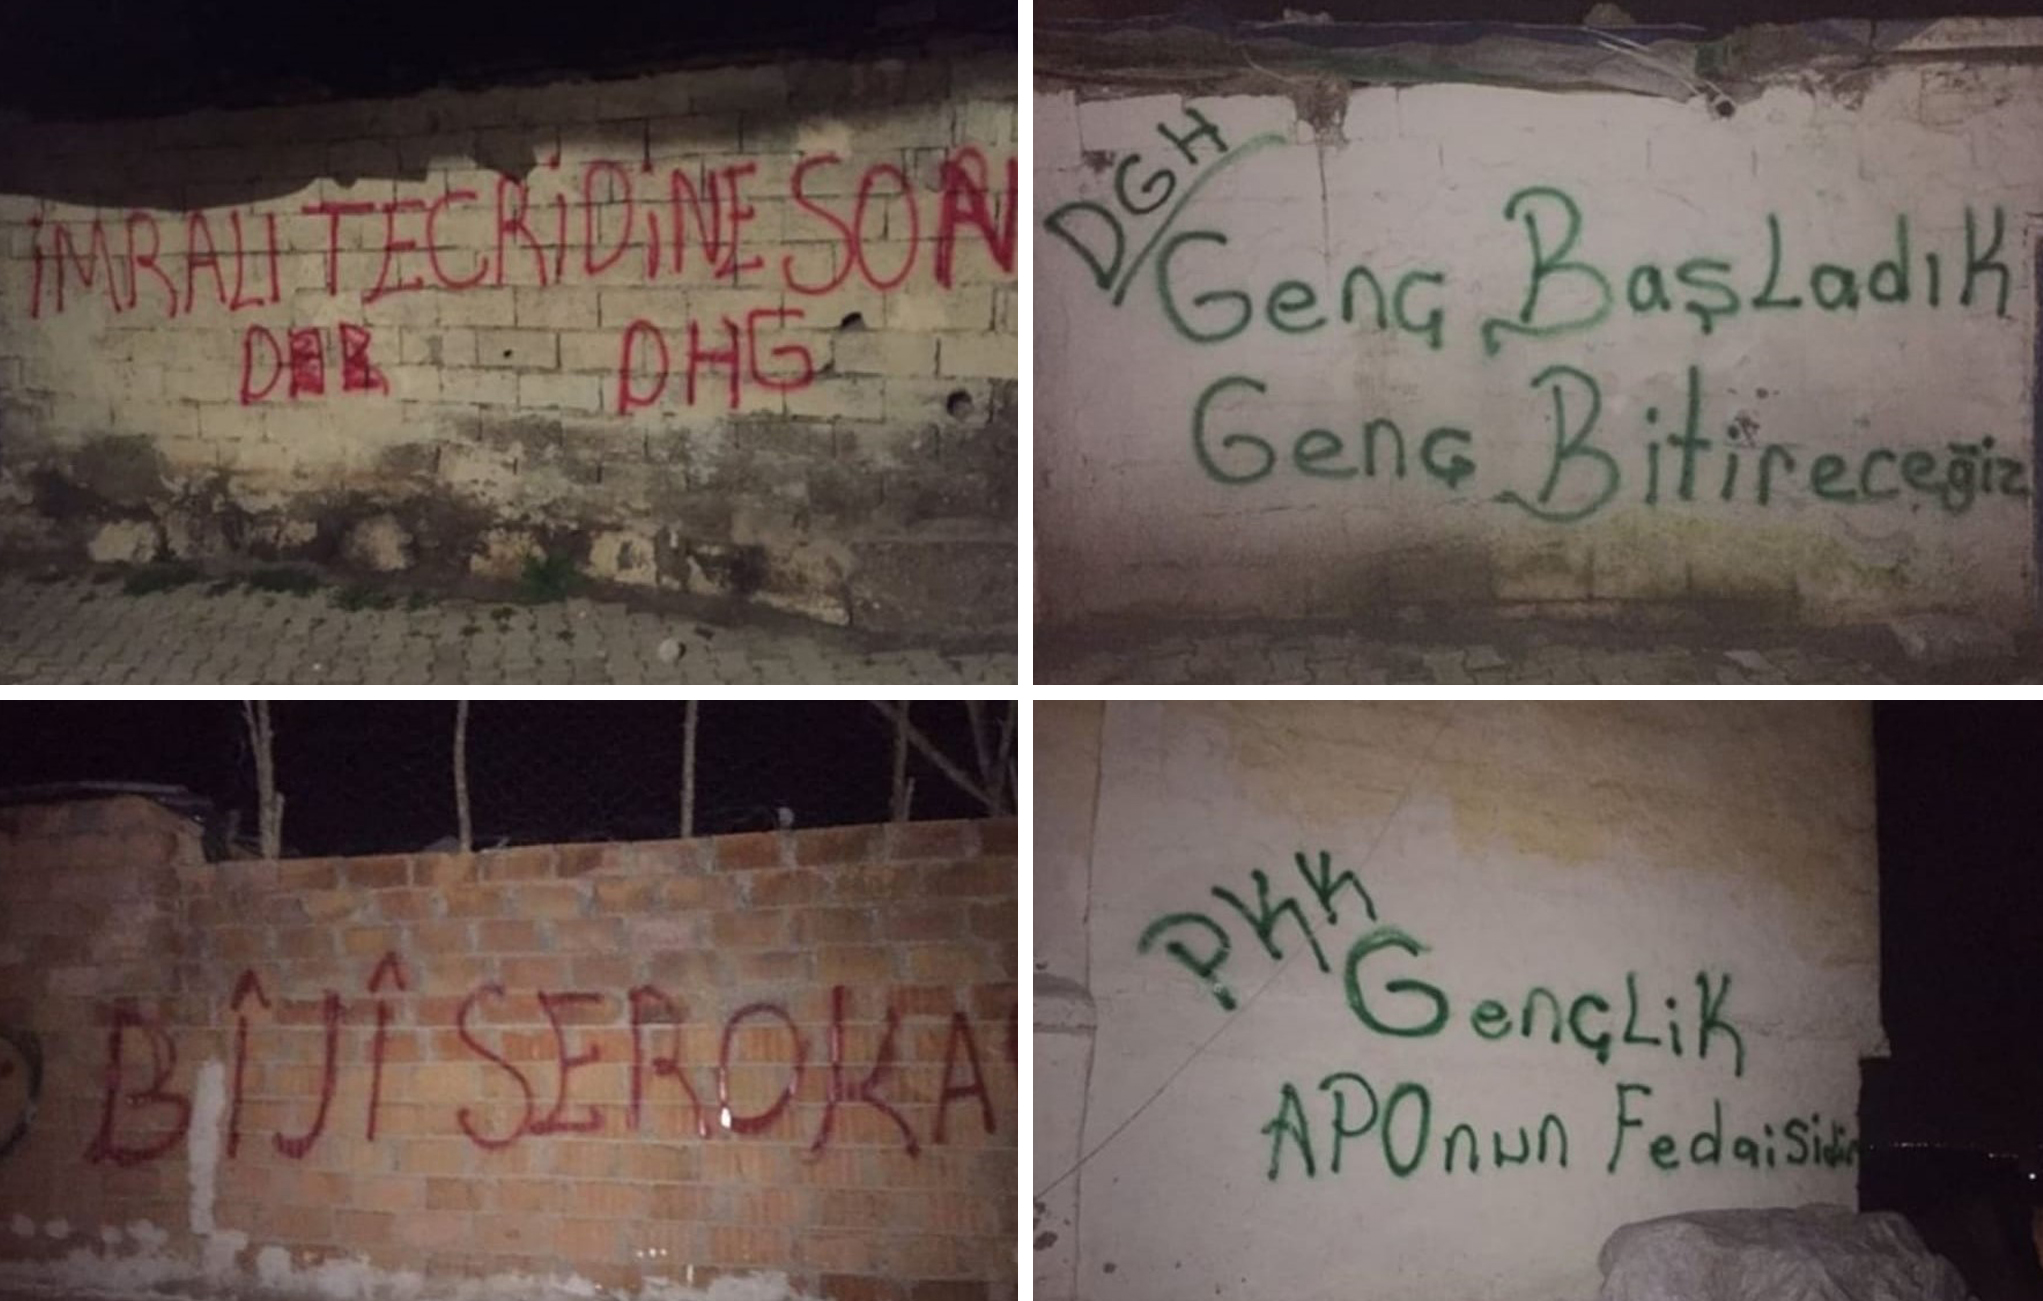 İMRALI TECRİDİNE SON
DHG
DGH
Genç BaşLadık
Genç Bitireceğiz
BÎJÎ SEROK A
PKK
GençLiK
APOnun Fedaisidir